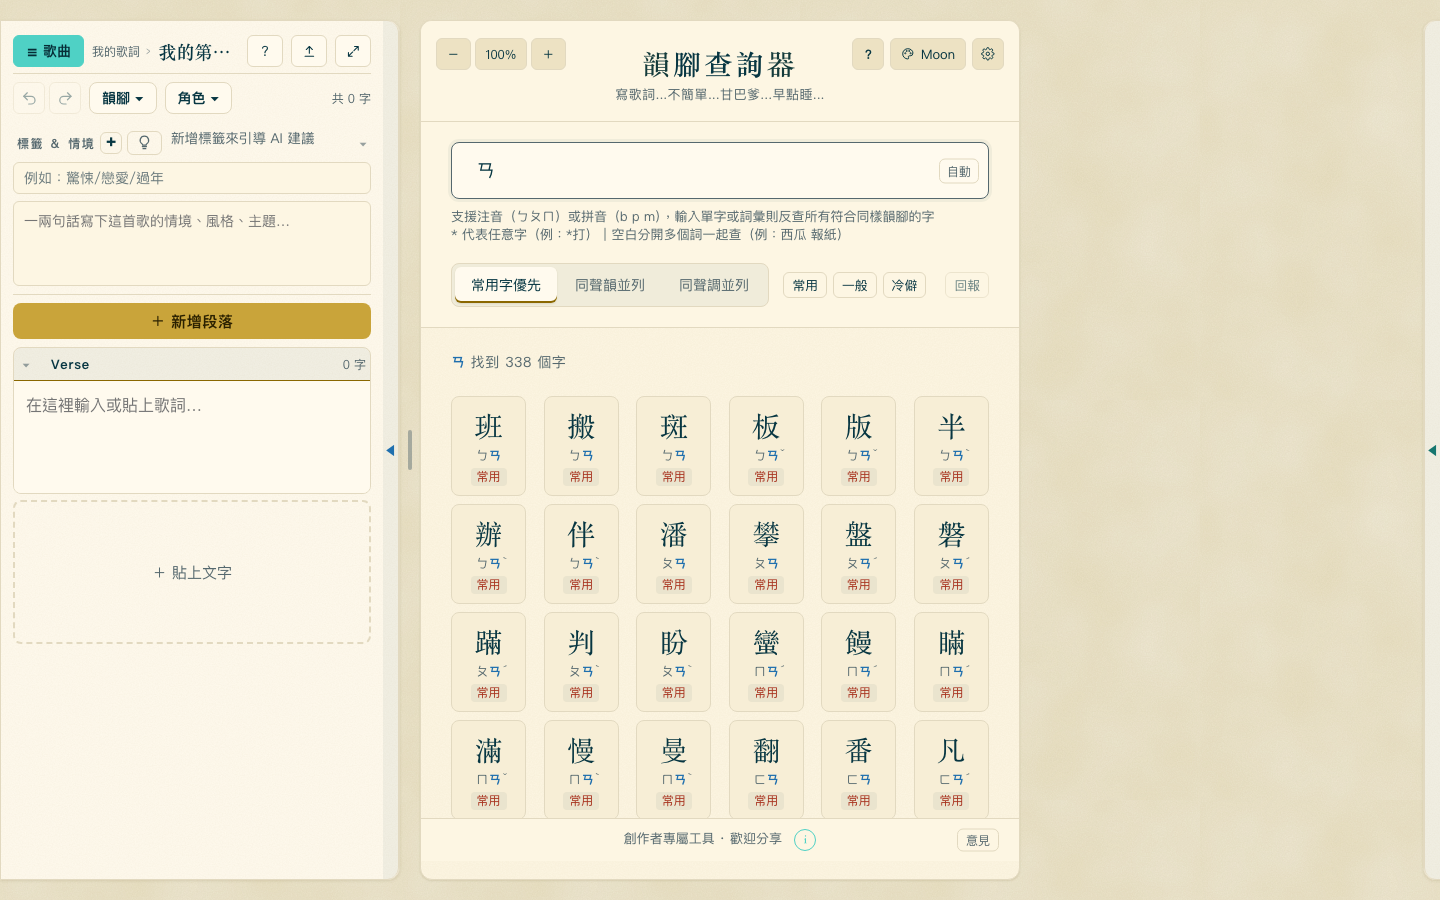 歌曲
我的歌詞 › 我的第…
?
韻腳
角色
共 0 字
標籤 & 情境
+
新增標籤來引導 AI 建議
例如：驚悚/戀愛/過年
一兩句話寫下這首歌的情境、風格、主題…
＋ 新增段落
Verse
0 字
在這裡輸入或貼上歌詞…
＋ 貼上文字
−
100%
+
韻腳查詢器
寫歌詞...不簡單...甘巴爹...早點睡...
?
Moon
ㄢ
自動
支援注音（ㄅㄆㄇ）或拼音（b p m)，輸入單字或詞彙則反查所有符合同樣韻腳的字
* 代表任意字（例：*打）｜空白分開多個詞一起查（例：西瓜 報紙）
常用字優先
同聲韻並列
同聲調並列
常用
一般
冷僻
回報
ㄢ 找到 338 個字
班 搬 斑 板 版 半
ㄅㄢ ㄅㄢ ㄅㄢ ㄅㄢˇ ㄅㄢˇ ㄅㄢˋ
常用 常用 常用 常用 常用 常用
辦 伴 潘 攀 盤 磐
ㄅㄢˋ ㄅㄢˋ ㄆㄢ ㄆㄢ ㄆㄢˊ ㄆㄢˊ
常用 常用 常用 常用 常用 常用
蹣 判 盼 蠻 饅 瞞
ㄆㄢˊ ㄆㄢˋ ㄆㄢˋ ㄇㄢˊ ㄇㄢˊ ㄇㄢˊ
常用 常用 常用 常用 常用 常用
滿 慢 曼 翻 番 凡
ㄇㄢˇ ㄇㄢˋ ㄇㄢˋ ㄈㄢ ㄈㄢ ㄈㄢˊ
常用 常用 常用 常用 常用 常用
創作者專屬工具 · 歡迎分享
i
意見